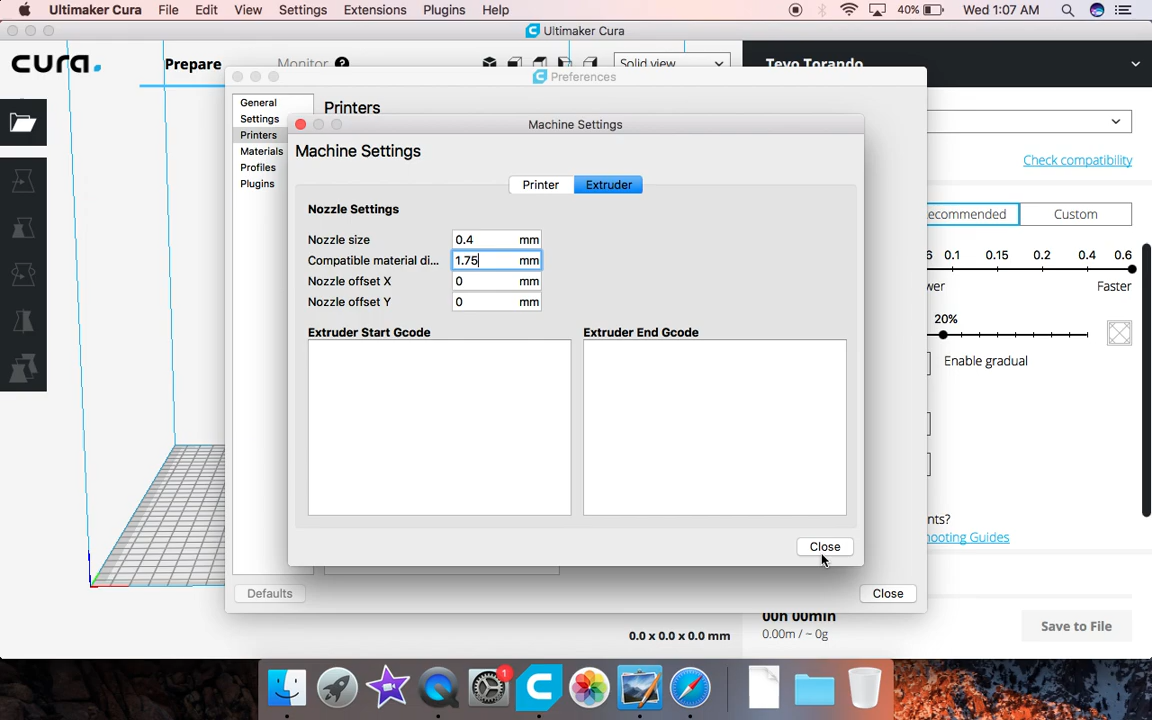 Ultimaker Cura File Edit View Settings Extensions Plugins Help 40% Wed 1:07 AM
Ultimaker Cura
cura. Prepare Monitor ? Solid view Tevo Torando
Preferences
General
Settings
Printers
Materials
Profiles
Plugins
Printers
Machine Settings
Machine Settings
Printer Extruder
Nozzle Settings
Nozzle size 0.4 mm
Compatible material di... 1.75 mm
Nozzle offset X 0 mm
Nozzle offset Y 0 mm
Extruder Start Gcode Extruder End Gcode
Close
Defaults Close
Check compatibility
ecommended Custom
6 0.1 0.15 0.2 0.4 0.6
wer Faster
20%
Enable gradual
nts?
hooting Guides
00h 00min
0.00m / ~ 0g
Save to File
0.0 x 0.0 x 0.0 mm
1